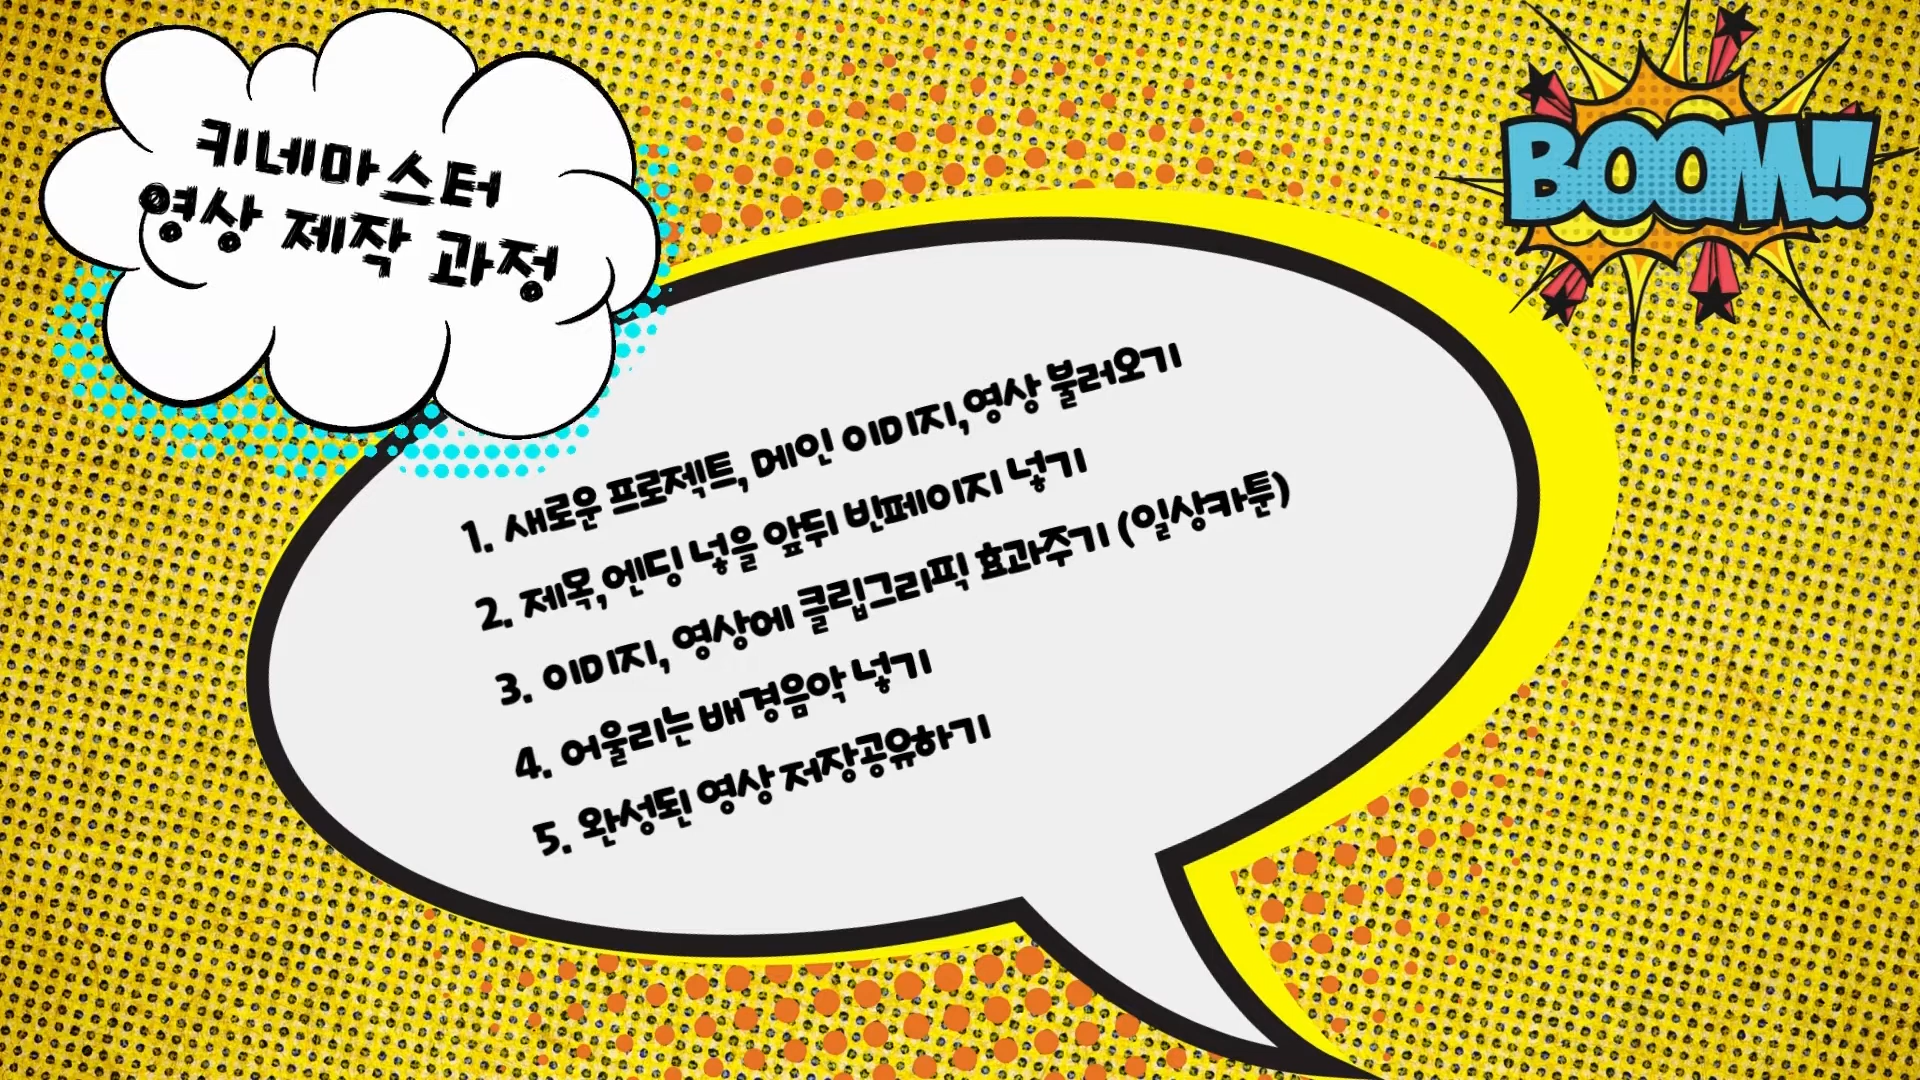 키네마스터
영상 제작 과정
BOOM!!
1. 새로운 프로젝트, 메인 이미지,영상 불러오기
2. 제목,엔딩 넣을 앞뒤 빈페이지 넣기
3. 이미지, 영상에 클립그리픽 효과주기 (일상카툰)
4. 어울리는 배경음악 넣기
5. 완성된 영상 저장공유하기